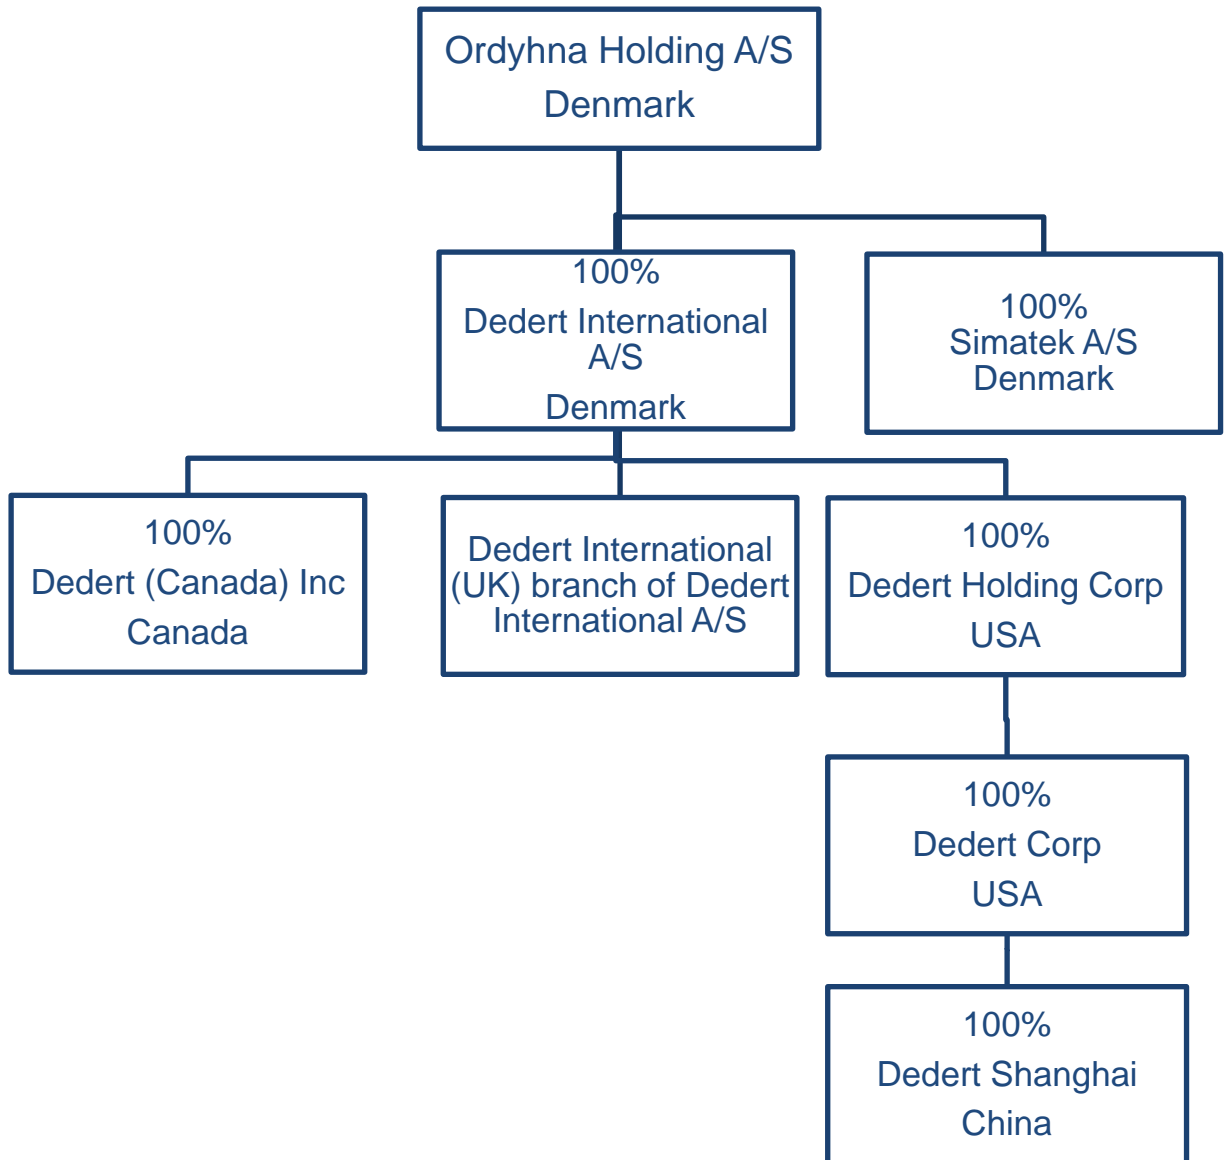 Ordyhna Holding A/S
Denmark
100%
Dedert International
A/S
Denmark
100%
Simatek A/S
Denmark
100%
Dedert (Canada) Inc
Canada
Dedert International
(UK) branch of Dedert
International A/S
100%
Dedert Holding Corp
USA
100%
Dedert Corp
USA
100%
Dedert Shanghai
China